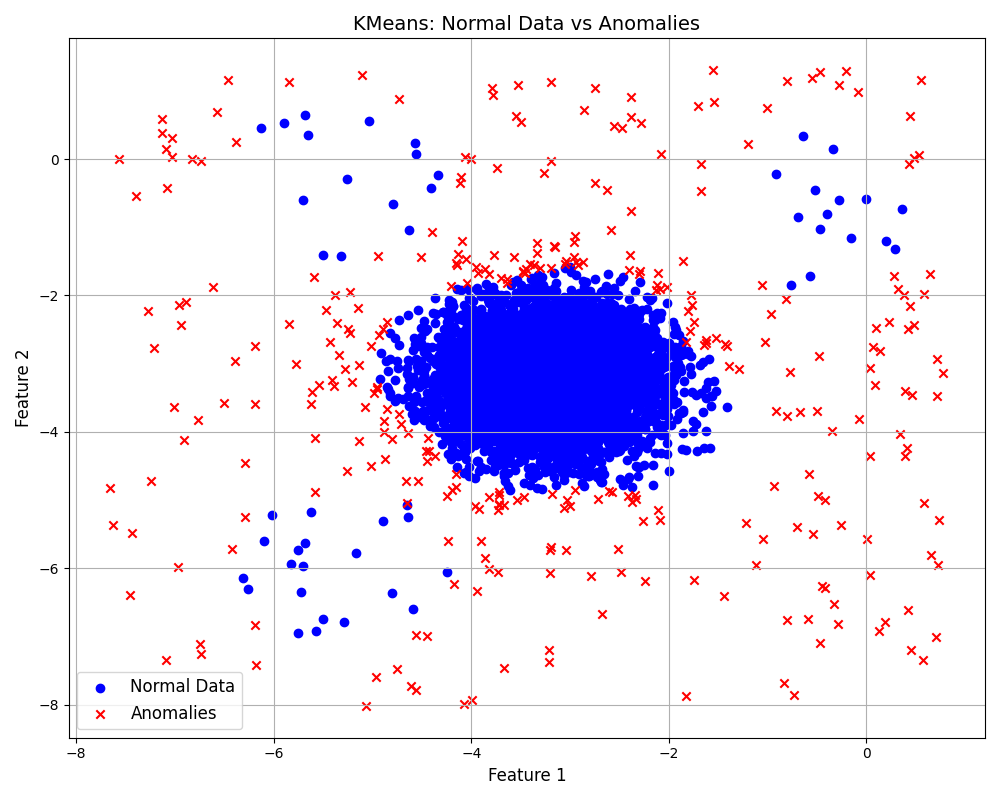 KMeans: Normal Data vs Anomalies
0
−2
−4
−6
−8
Feature 2
Normal Data
Anomalies
−8 −6 −4 −2 0
Feature 1